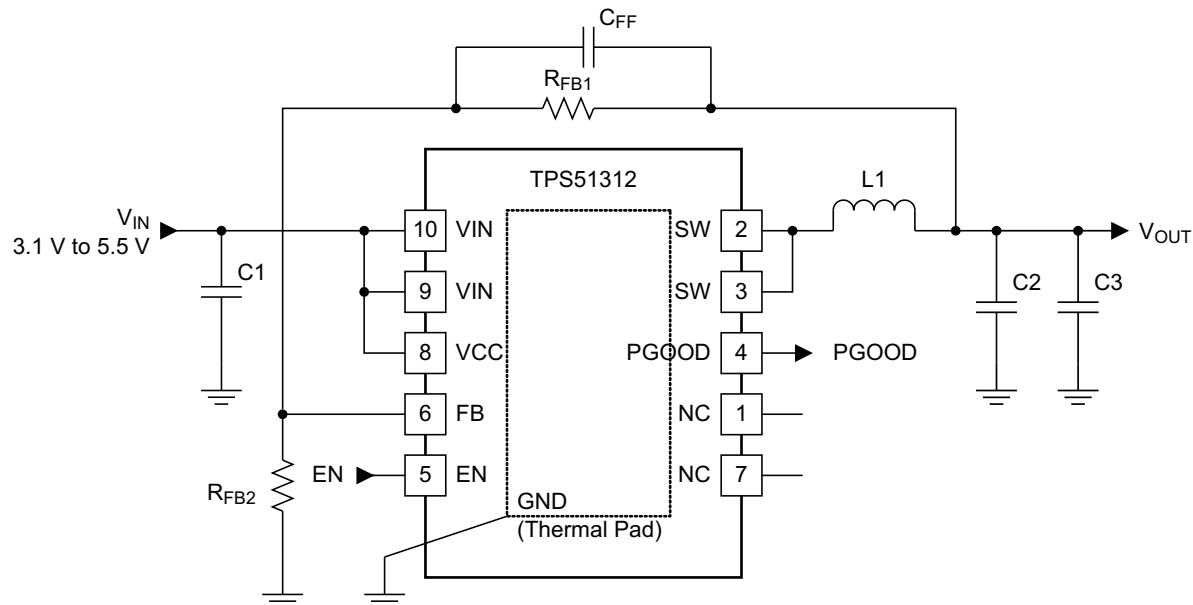 CFF
RFB1
TPS51312
L1
VIN
3.1 V to 5.5 V
C1
10 VIN
9 VIN
8 VCC
6 FB
EN 5 EN
RFB2
SW 2
SW 3
PGOOD 4 PGOOD
NC 1
NC 7
GND
(Thermal Pad)
VOUT
C2
C3